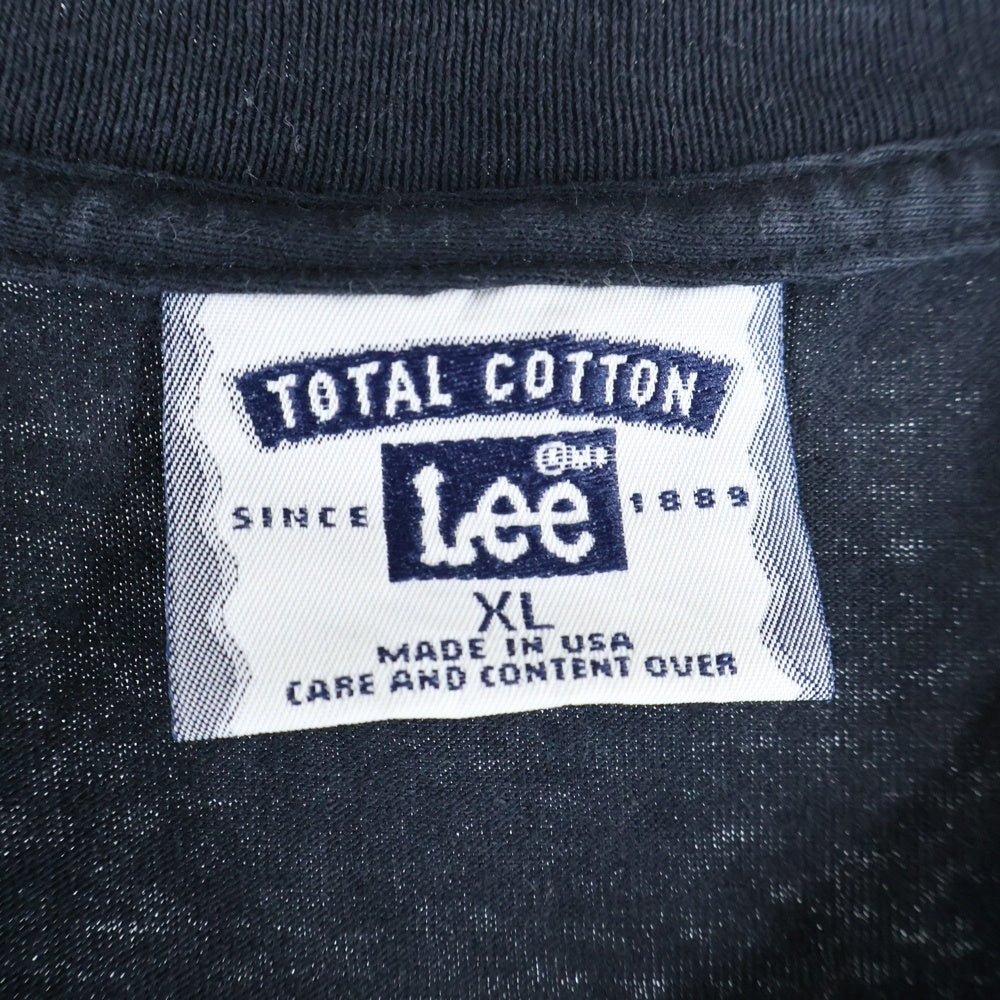 TOTAL COTTON
Lee
SINCE 1889
XL
MADE IN USA
CARE AND CONTENT OVER